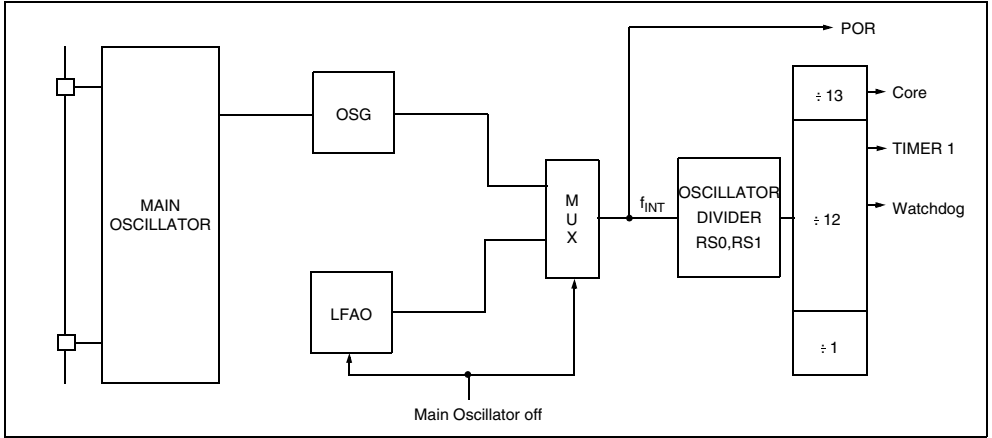 POR
÷ 13
Core
OSG
TIMER 1
MAIN
OSCILLATOR
M
U
X
fINT
OSCILLATOR
DIVIDER
RS0,RS1
÷ 12
Watchdog
LFAO
÷ 1
Main Oscillator off